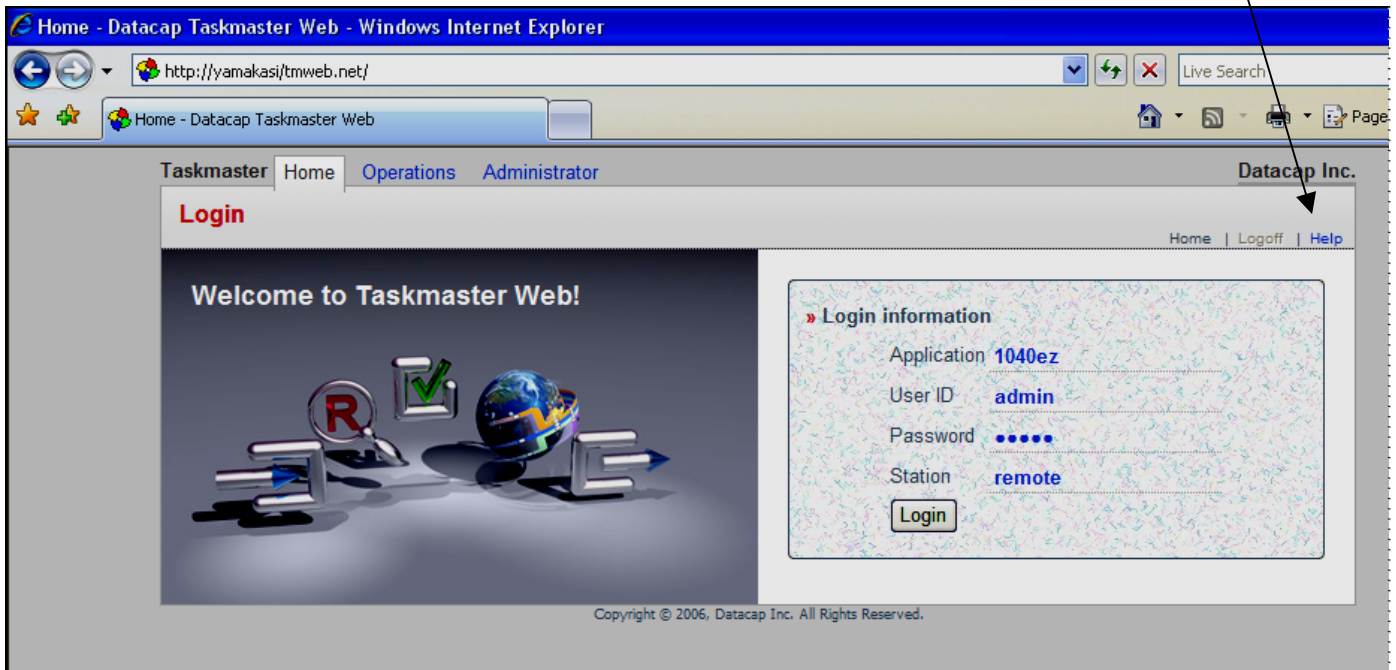 Home - Datacap Taskmaster Web - Windows Internet Explorer
http://yamakasi/tmweb.net/
Live Search
Home - Datacap Taskmaster Web
Page
Taskmaster Home Operations Administrator Datacap Inc.
Login
Home | Logoff | Help
Welcome to Taskmaster Web!
R
» Login information
Application 1040ez
User ID admin
Password •••••
Station remote
Login
Copyright © 2006, Datacap Inc. All Rights Reserved.